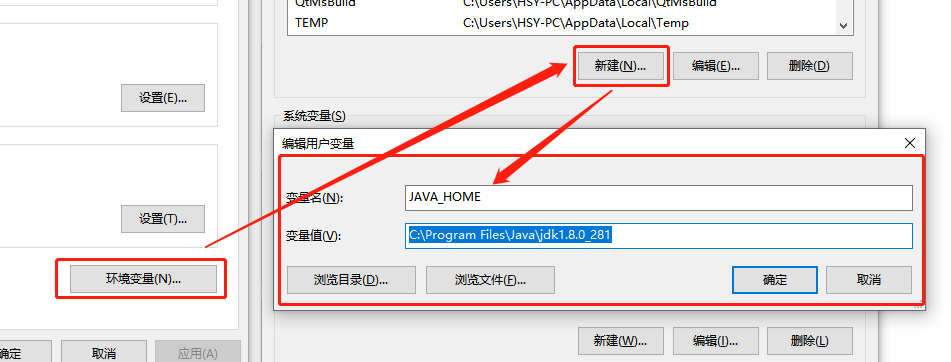 QtMsBuild C:\Users\HSY-PC\AppData\Local\QtMsBuild
TEMP C:\Users\HSY-PC\AppData\Local\Temp
新建(N)... 编辑(E)... 删除(D)
设置(E)...
系统变量(S)
编辑用户变量
变量名(N): JAVA_HOME
设置(T)...
变量值(V): C:\Program Files\Java\jdk1.8.0_281
环境变量(N)...
浏览目录(D)... 浏览文件(F)... 确定 取消
新建(W)... 编辑(I)... 删除(L)
确定 取消 应用(A)